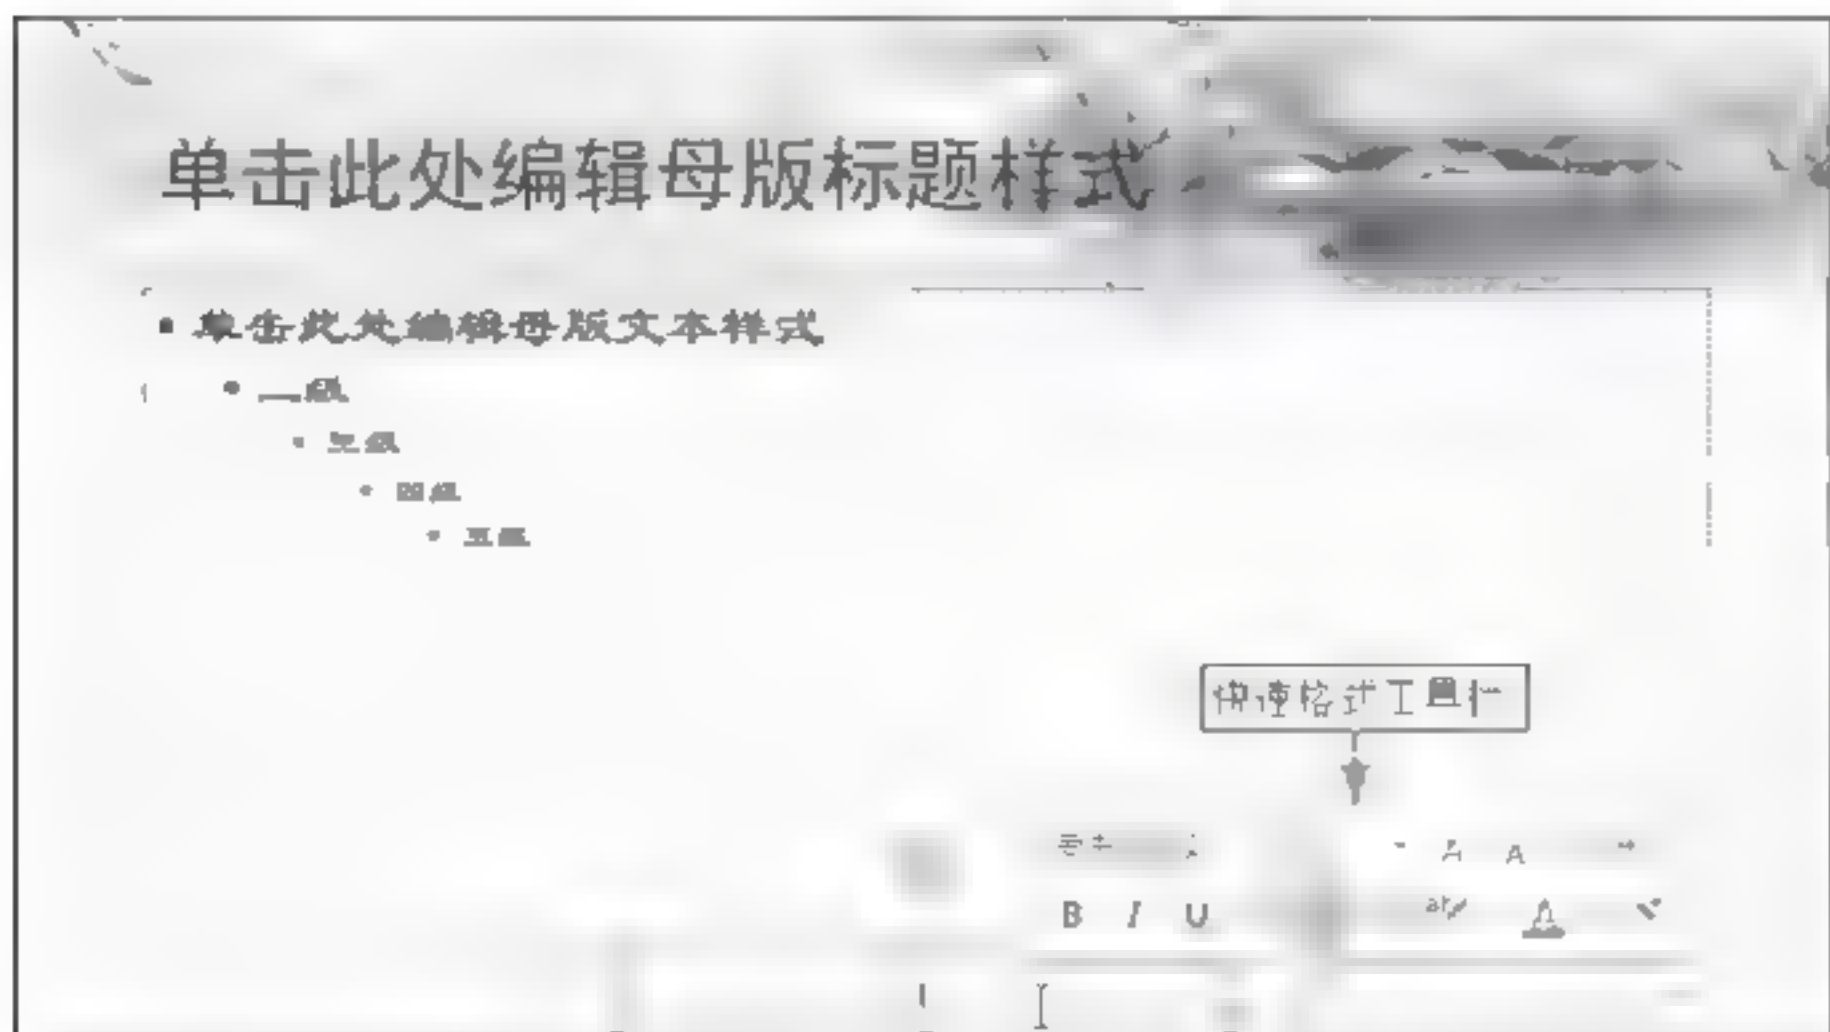 单击此处编辑母版标题样式
• 单击此处编辑母版文本样式
• 二级
• 三级
• 四级
• 五级
快速格式工具栏
A A
B I U ab A